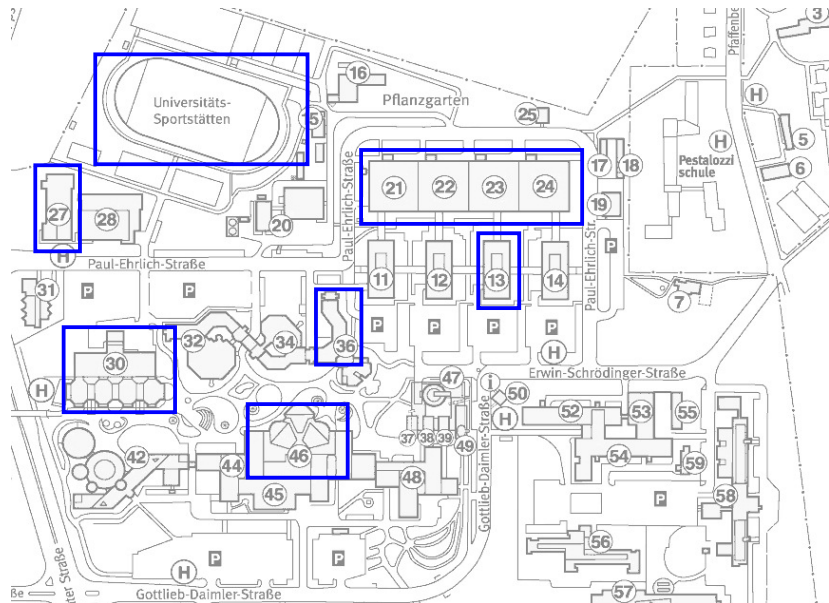 3
16
Pflanzgarten
Pfaffenbe
Universitäts-
Sportstätten
25
H
15
H
5
17
18
Pestalozzi
schule
6
21
22
23
24
Paul-Ehrlich-Straße
27
28
20
19
Paul-Ehrlich-Str.
P
H
Paul-Ehrlich-Straße
11
12
13
14
31
P
P
7
32
34
36
P
P
P
P
30
H
Erwin-Schrödinger-Straße
H
47
i
50
52
53
55
H
37
38
39
49
Gottlieb-Daimler-Straße
42
44
46
48
54
59
45
P
58
56
P
P
H
ter Straße
Gottlieb-Daimler-Straße
57